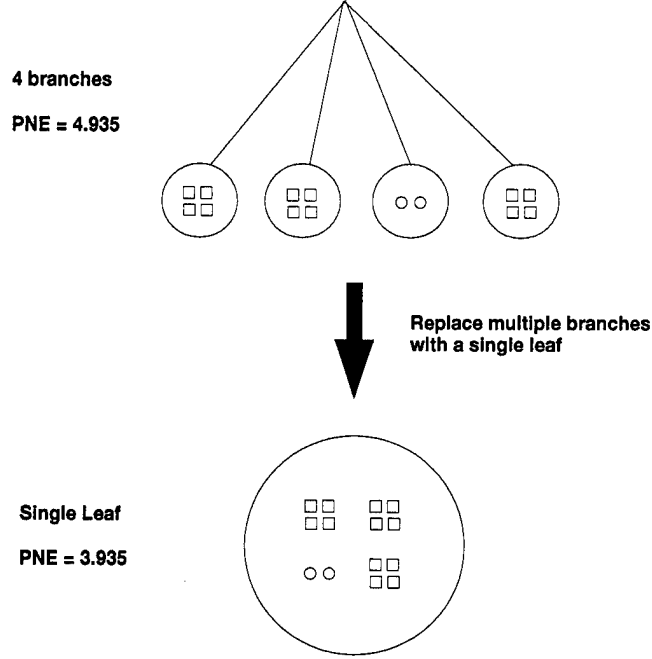 4 branches
PNE = 4.935
Replace multiple branches
with a single leaf
Single Leaf
PNE = 3.935